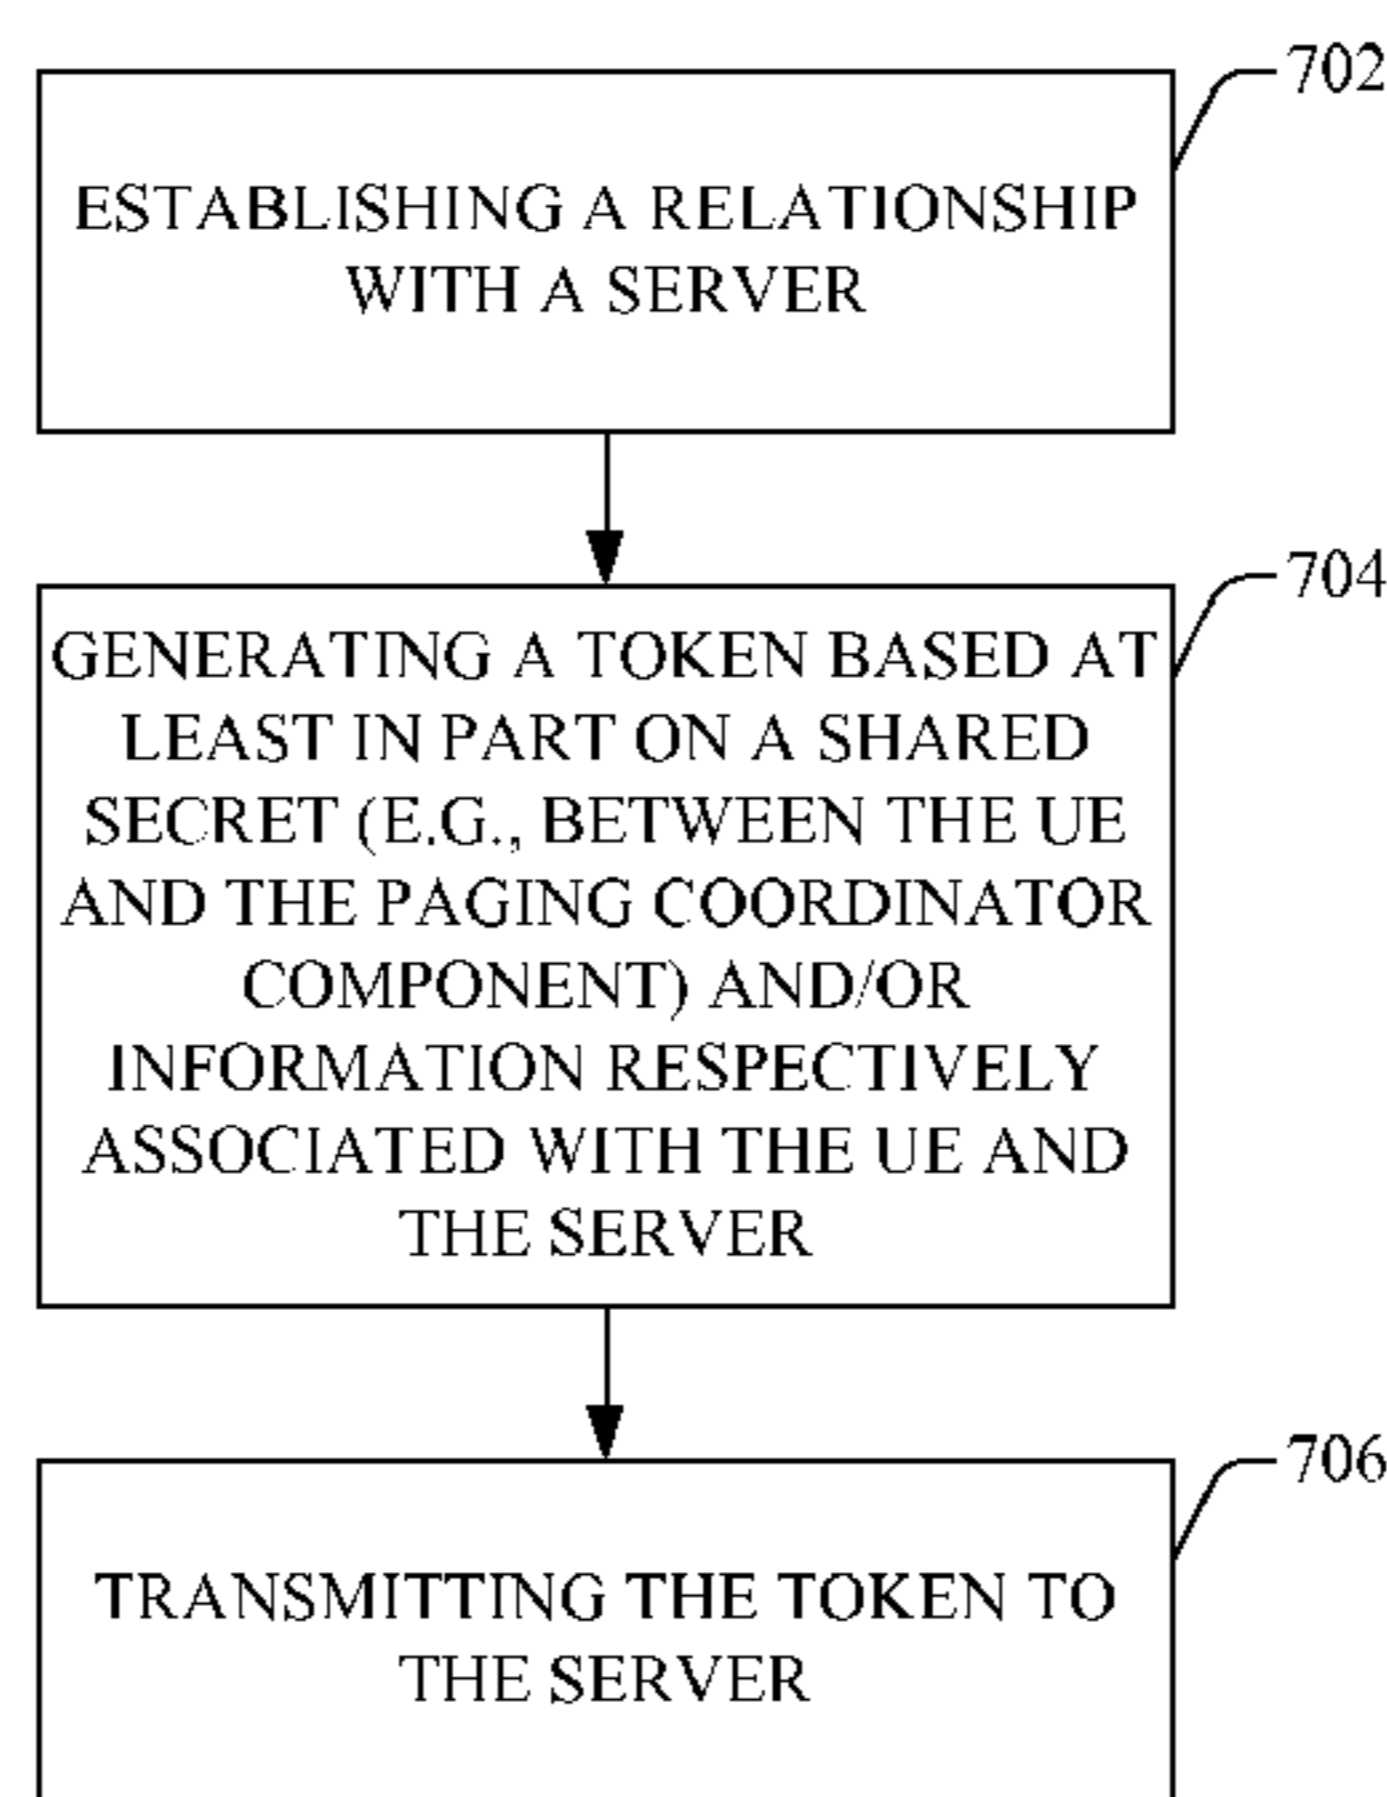 702
ESTABLISHING A RELATIONSHIP
WITH A SERVER
704
GENERATING A TOKEN BASED AT
LEAST IN PART ON A SHARED
SECRET (E.G., BETWEEN THE UE
AND THE PAGING COORDINATOR
COMPONENT) AND/OR
INFORMATION RESPECTIVELY
ASSOCIATED WITH THE UE AND
THE SERVER
706
TRANSMITTING THE TOKEN TO
THE SERVER